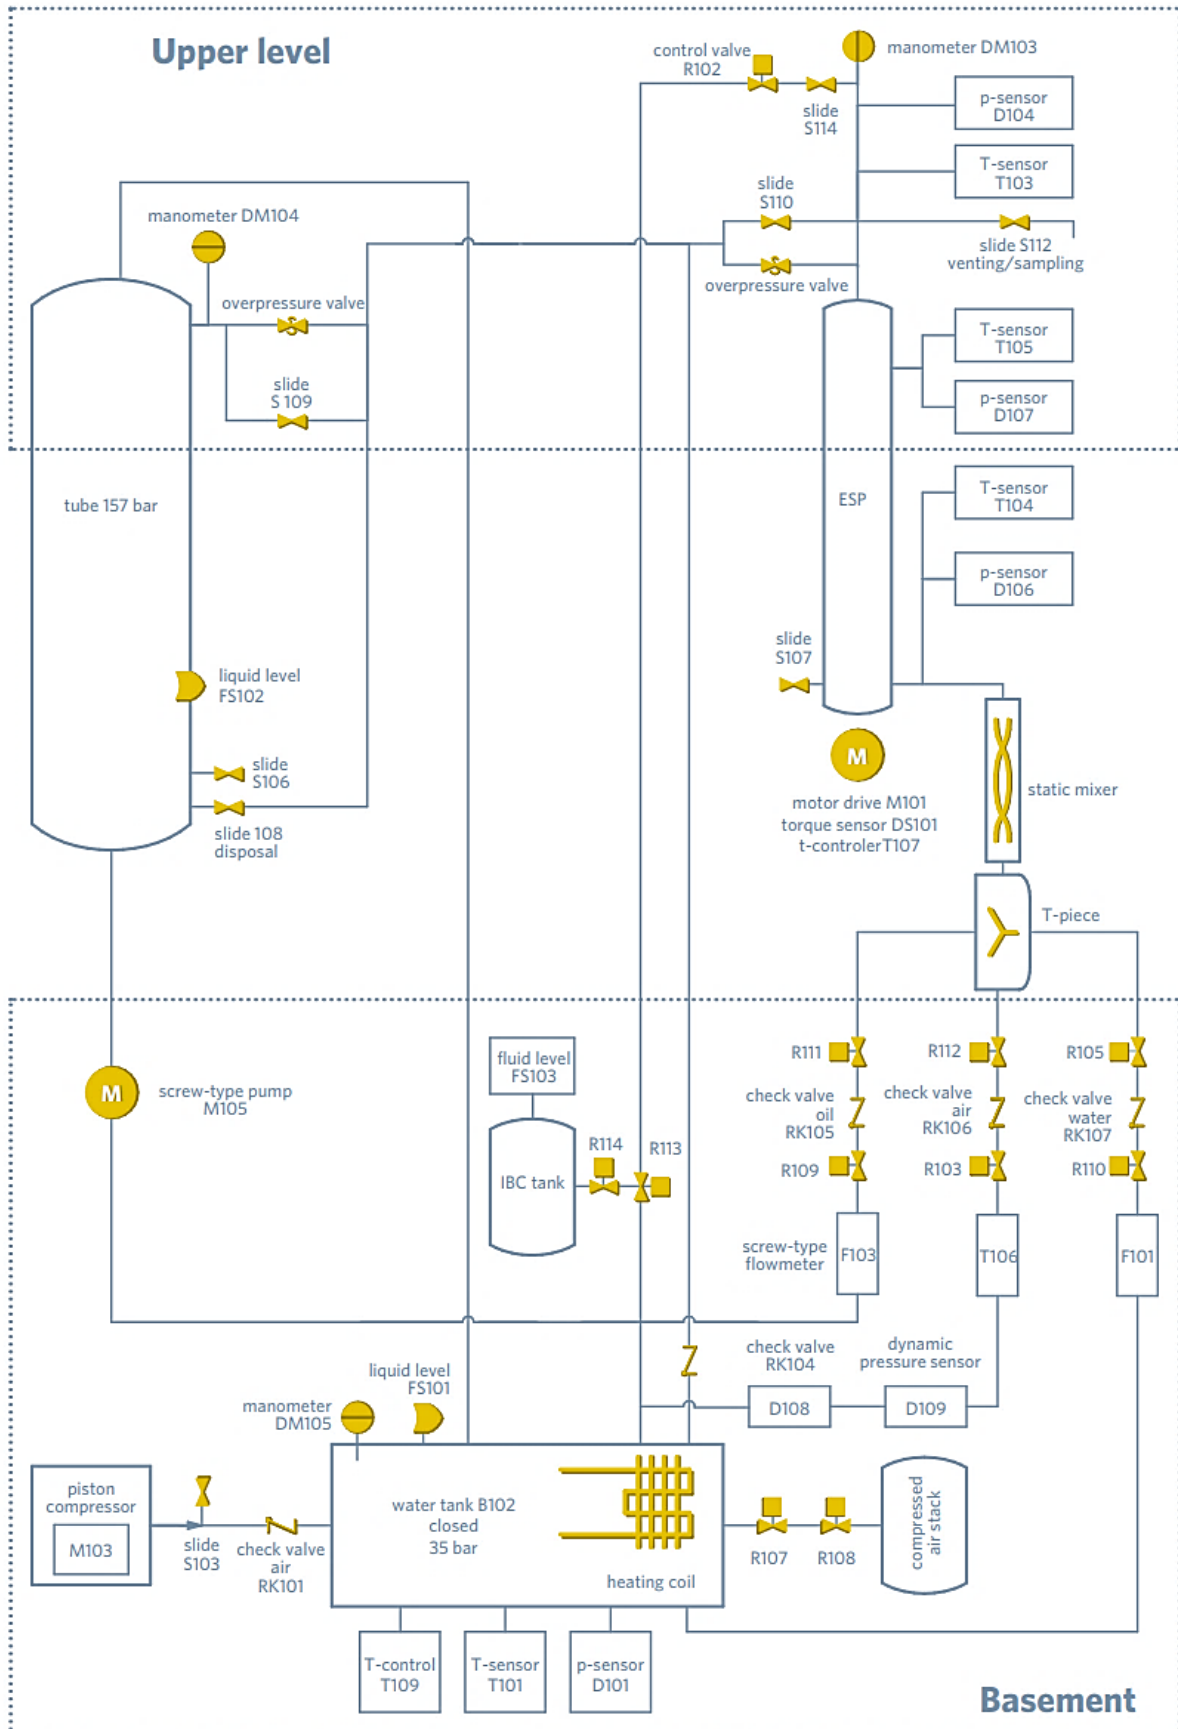 Upper level
control valve
R102
manometer DM103
slide
S114
p-sensor
D104
T-sensor
T103
slide
S110
slide S112
venting/sampling
overpressure valve
manometer DM104
overpressure valve
slide
S 109
T-sensor
T105
p-sensor
D107
tube 157 bar
ESP
T-sensor
T104
p-sensor
D106
liquid level
FS102
slide
S107
slide
S106
slide 108
disposal
M
motor drive M101
torque sensor DS101
t-controlerT107
static mixer
T-piece
M
screw-type pump
M105
fluid level
FS103
IBC tank
R114
R113
R111
R112
R105
check valve
oil
RK105
check valve
air
RK106
check valve
water
RK107
R109
R103
R110
screw-type
flowmeter
F103
T106
F101
check valve
RK104
dynamic
pressure sensor
D108
D109
liquid level
FS101
manometer
DM105
piston
compressor
M103
slide
S103
check valve
air
RK101
water tank B102
closed
35 bar
heating coil
R107
R108
compressed
air stack
T-control
T109
T-sensor
T101
p-sensor
D101
Basement